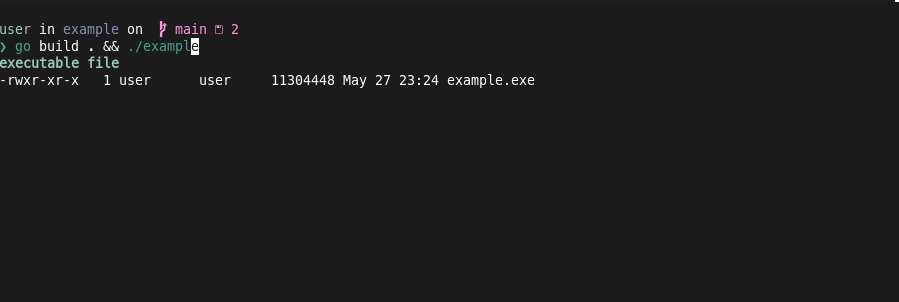 user in example on  main 2
❯ go build . && ./example
executable file
-rwxr-xr-x   1 user      user     11304448 May 27 23:24 example.exe